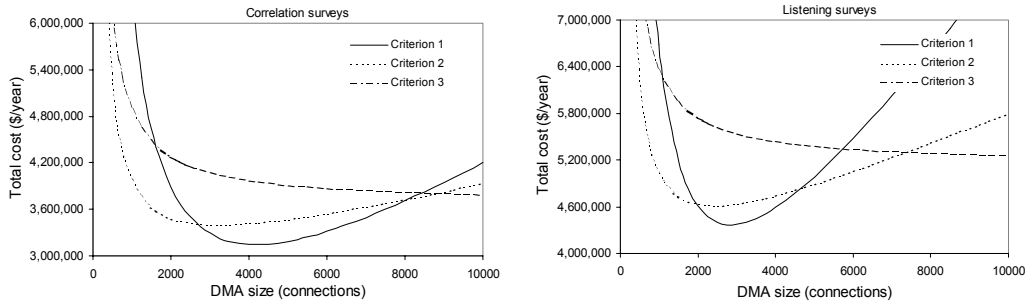 Correlation surveys
6,000,000
5,400,000
4,800,000
4,200,000
3,600,000
3,000,000
Total cost ($/year)
Criterion 1
Criterion 2
Criterion 3
0
2000
4000
6000
8000
10000
DMA size (connections)
Listening surveys
7,000,000
6,400,000
5,800,000
5,200,000
4,600,000
4,000,000
Total cost ($/year)
Criterion 1
Criterion 2
Criterion 3
0
2000
4000
6000
8000
10000
DMA size (connections)